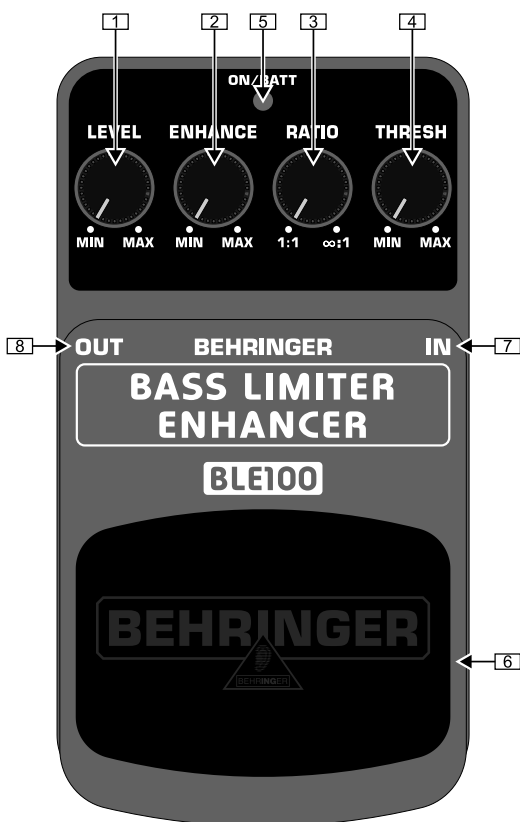 1 2 5 3 4
ON/BATT
LEVEL ENHANCE RATIO THRESH
MIN MAX MIN MAX 1:1 ∞:1 MIN MAX
8 OUT BEHRINGER IN 7
BASS LIMITER
ENHANCER
BLE100
BEHRINGER
BEHRINGER
6